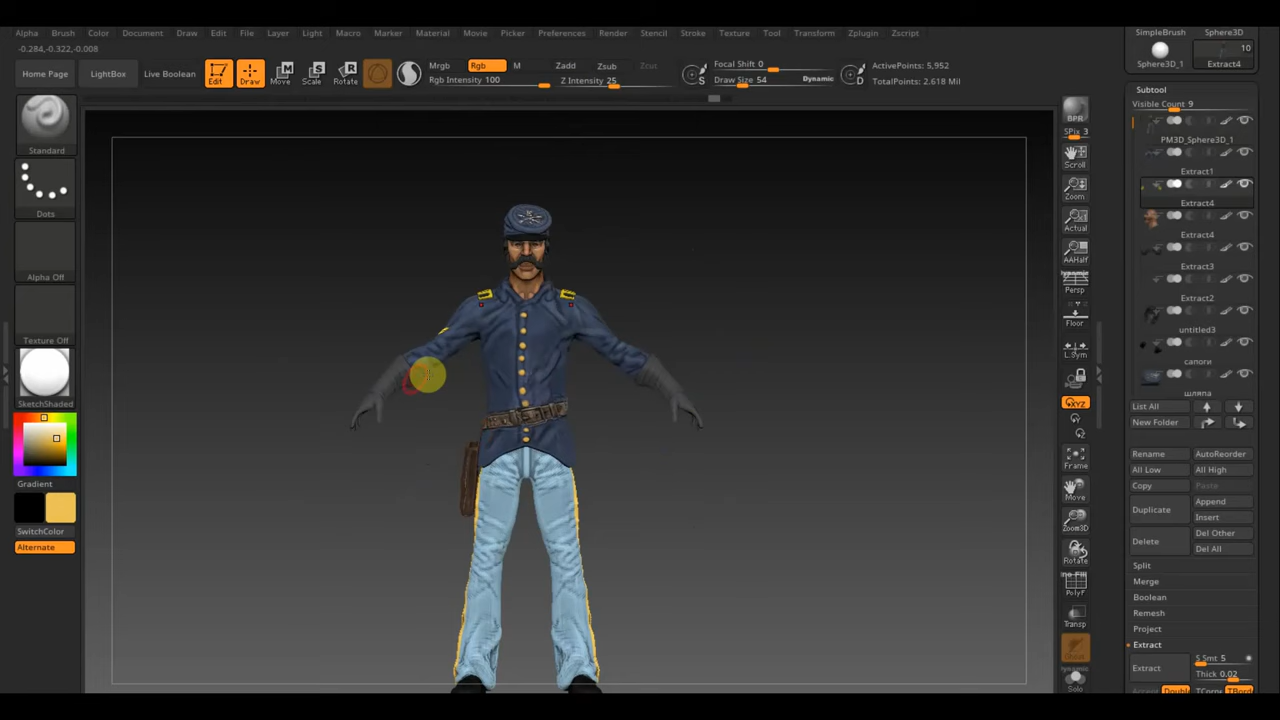 Alpha Brush Color Document Draw Edit File Layer Light Macro Marker Material Movie Picker Preferences Render Stencil Stroke Texture Tool Transform Zplugin Zscript
SimpleBrush Sphere3D
-0.284,-0.322,-0.008
Home Page LightBox Live Boolean Edit Draw Move Scale Rotate
Mrgb Rgb M Zadd Zsub
Rgb Intensity 100 Z Intensity 25
Focal Shift 0
Draw Size 54 Dynamic
S D
ActivePoints: 5,952
TotalPoints: 2.618 Mil
10
Sphere3D_1 Extract4
Standard
Dots
Alpha Off
Texture Off
SketchShaded
Gradient
SwitchColor
Alternate
BPR
SPix 3
Scroll
Zoom
Actual
AAHalf
Persp
Floor
L.Sym
XYZ
Frame
Move
Zoom3D
Rotate
PolyF
Transp
Solo
Subtool
Visible Count 9
PM3D_Sphere3D_1
Extract1
Extract4
Extract4
Extract3
Extract2
untitled3
сапоги
шляпа
List All
New Folder
Rename AutoReorder
All Low All High
Copy Paste
Duplicate Append
Insert
Delete Del Other
Del All
Split
Merge
Boolean
Remesh
Project
Extract
Extract S Smt 5
Thick 0.02
Accept Double TCorne TBord